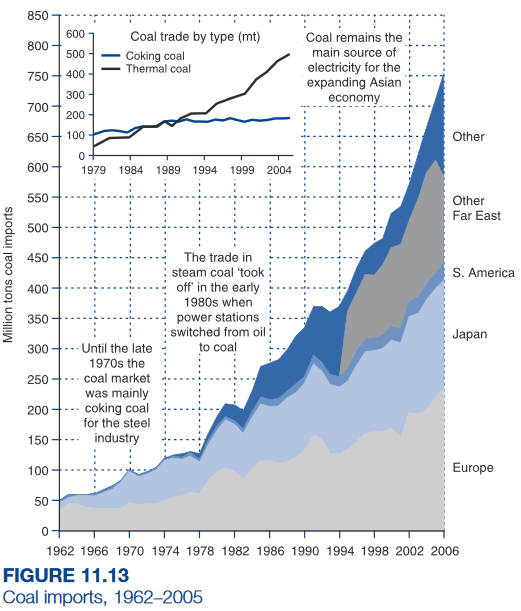 850
800
750
700
650
600
550
500
450
400
350
300
250
200
150
100
50
0
Million tons coal imports
Coal trade by type (mt)
600
500
400
300
200
100
0
Coking coal
Thermal coal
1979 1984 1989 1994 1999 2004
Coal remains the
main source of
electricity for the
expanding Asian
economy
The trade in
steam coal ‘took
off’ in the early
1980s when
power stations
switched from oil
to coal
Until the late
1970s the
coal market
was mainly
coking coal
for the steel
industry
Other
Other
Far East
S. America
Japan
Europe
1962 1966 1970 1974 1978 1982 1986 1990 1994 1998 2002 2006
FIGURE 11.13
Coal imports, 1962–2005